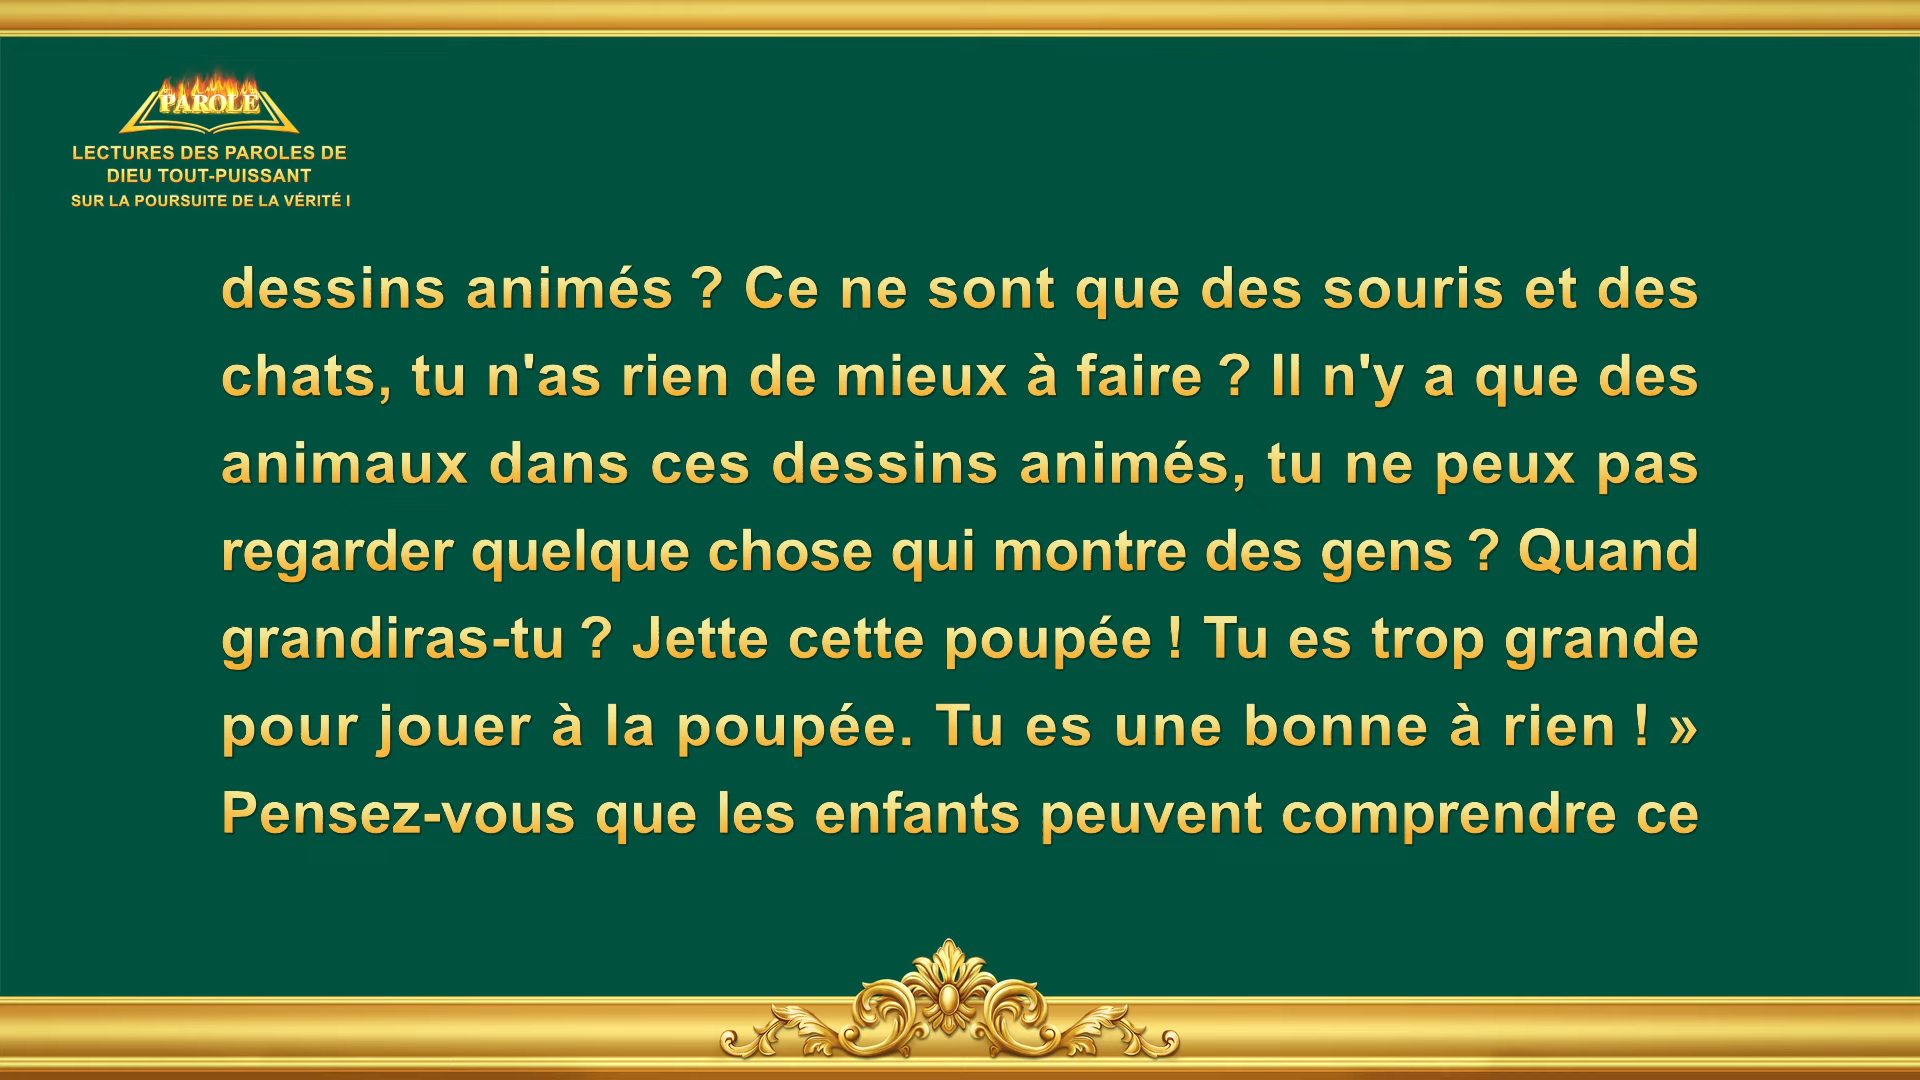 PAROLE
LECTURES DES PAROLES DE
DIEU TOUT-PUISSANT
SUR LA POURSUITE DE LA VÉRITÉ I
dessins animés ? Ce ne sont que des souris et des
chats, tu n'as rien de mieux à faire ? Il n'y a que des
animaux dans ces dessins animés, tu ne peux pas
regarder quelque chose qui montre des gens ? Quand
grandiras-tu ? Jette cette poupée ! Tu es trop grande
pour jouer à la poupée. Tu es une bonne à rien ! »
Pensez-vous que les enfants peuvent comprendre ce